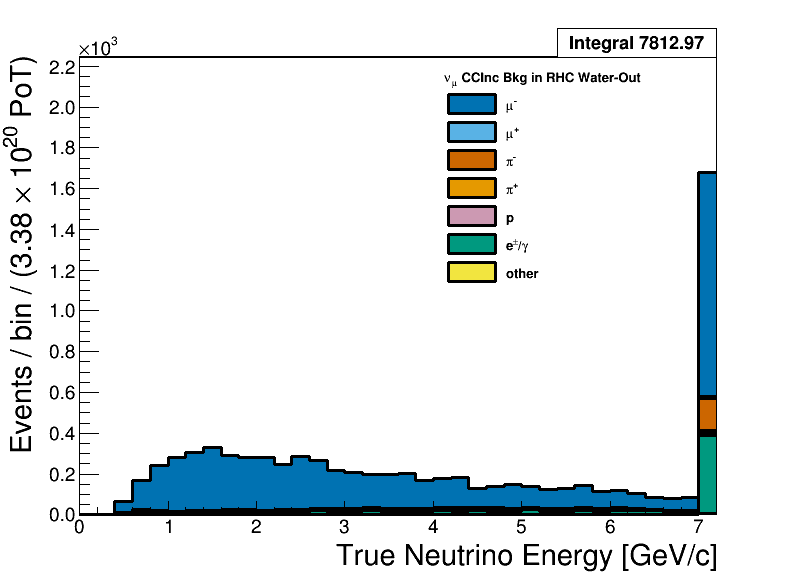 Integral 7812.97
×10³
Events / bin / (3.38 × 10²⁰ PoT)
2.2
2.0
1.8
1.6
1.4
1.2
1.0
0.8
0.6
0.4
0.2
0.0
ν_μ CCInc Bkg in RHC Water-Out
μ⁻
μ⁺
π⁻
π⁺
p
e^±/γ
other
1 2 3 4 5 6 7
True Neutrino Energy [GeV/c]